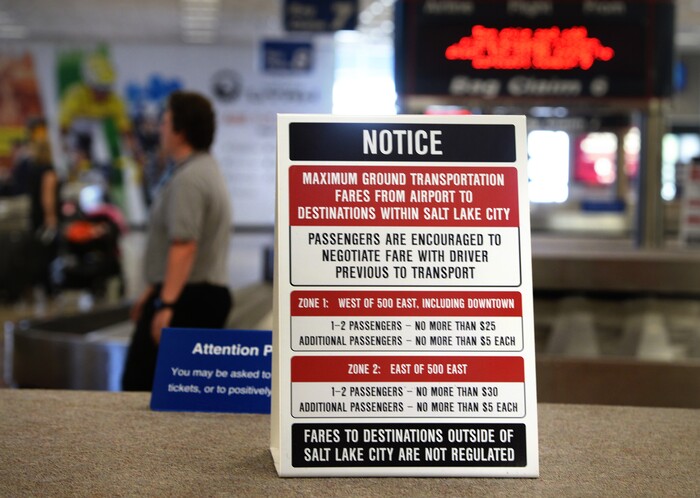 Airline Flight From
Bag Claim 6
NOTICE
MAXIMUM GROUND TRANSPORTATION
FARES FROM AIRPORT TO
DESTINATIONS WITHIN SALT LAKE CITY
PASSENGERS ARE ENCOURAGED TO
NEGOTIATE FARE WITH DRIVER
PREVIOUS TO TRANSPORT
ZONE 1: WEST OF 500 EAST, INCLUDING DOWNTOWN
1-2 PASSENGERS – NO MORE THAN $25
ADDITIONAL PASSENGERS – NO MORE THAN $5 EACH
ZONE 2: EAST OF 500 EAST
1-2 PASSENGERS – NO MORE THAN $30
ADDITIONAL PASSENGERS – NO MORE THAN $5 EACH
FARES TO DESTINATIONS OUTSIDE OF
SALT LAKE CITY ARE NOT REGULATED
Attention P
You may be asked to
tickets, or to positively